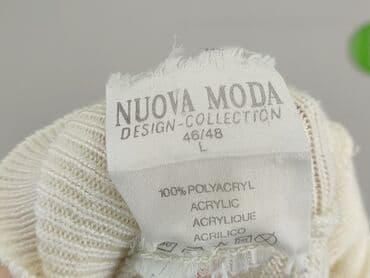 NUOVA MODA
DESIGN-COLLECTION
46/48
L
100% POLYACRYL
ACRYLIC
ACRYLIQUE
ACRILICO